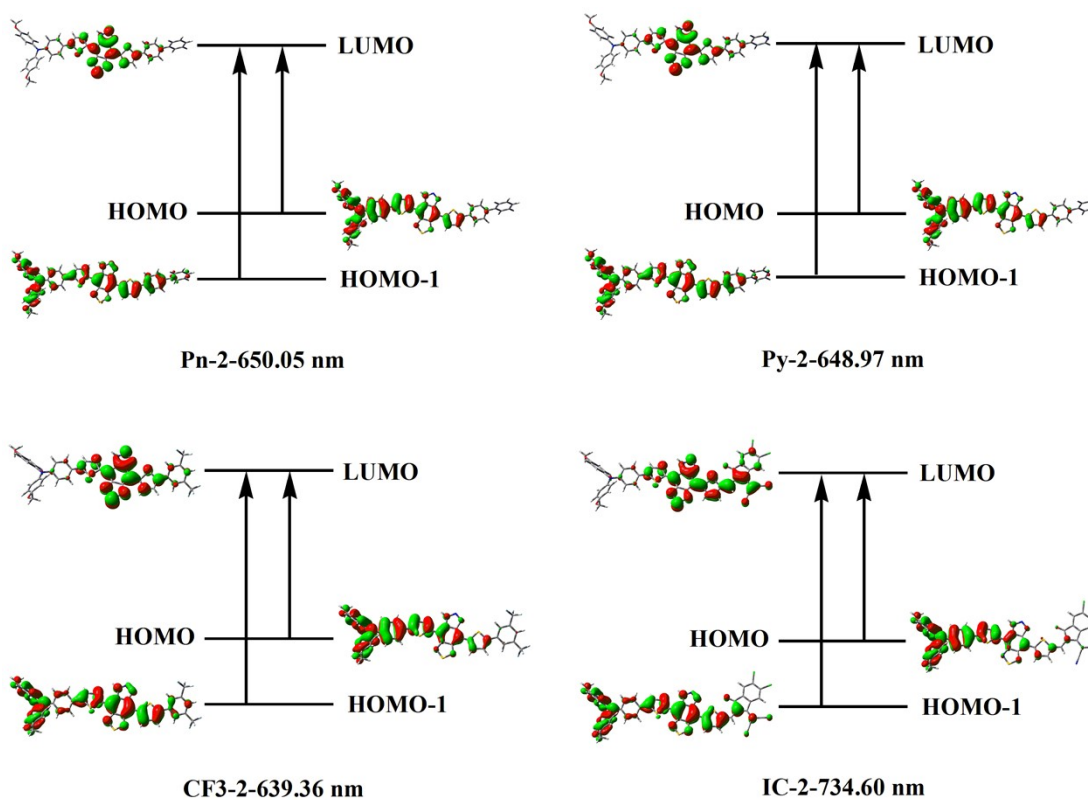 LUMO
HOMO
HOMO-1
Pn-2-650.05 nm
LUMO
HOMO
HOMO-1
Py-2-648.97 nm
LUMO
HOMO
HOMO-1
CF3-2-639.36 nm
LUMO
HOMO
HOMO-1
IC-2-734.60 nm